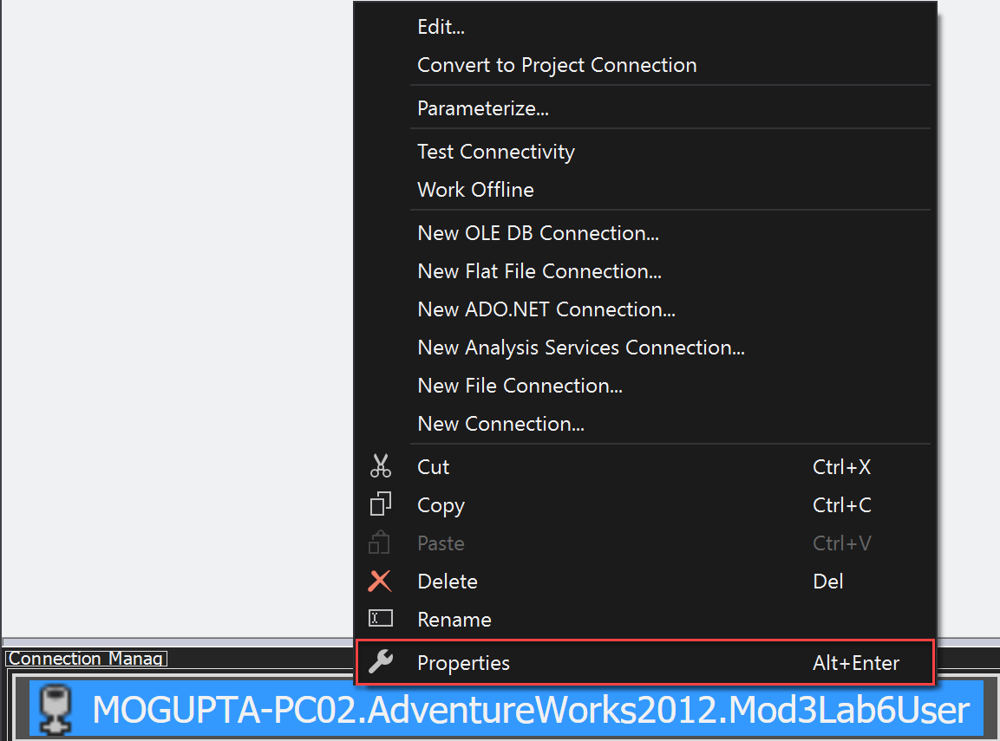 Edit...
Convert to Project Connection
Parameterize...
Test Connectivity
Work Offline
New OLE DB Connection...
New Flat File Connection...
New ADO.NET Connection...
New Analysis Services Connection...
New File Connection...
New Connection...
Cut Ctrl+X
Copy Ctrl+C
Paste Ctrl+V
Delete Del
Rename
Properties Alt+Enter
Connection Manag
MOGUPTA-PC02.AdventureWorks2012.Mod3Lab6User